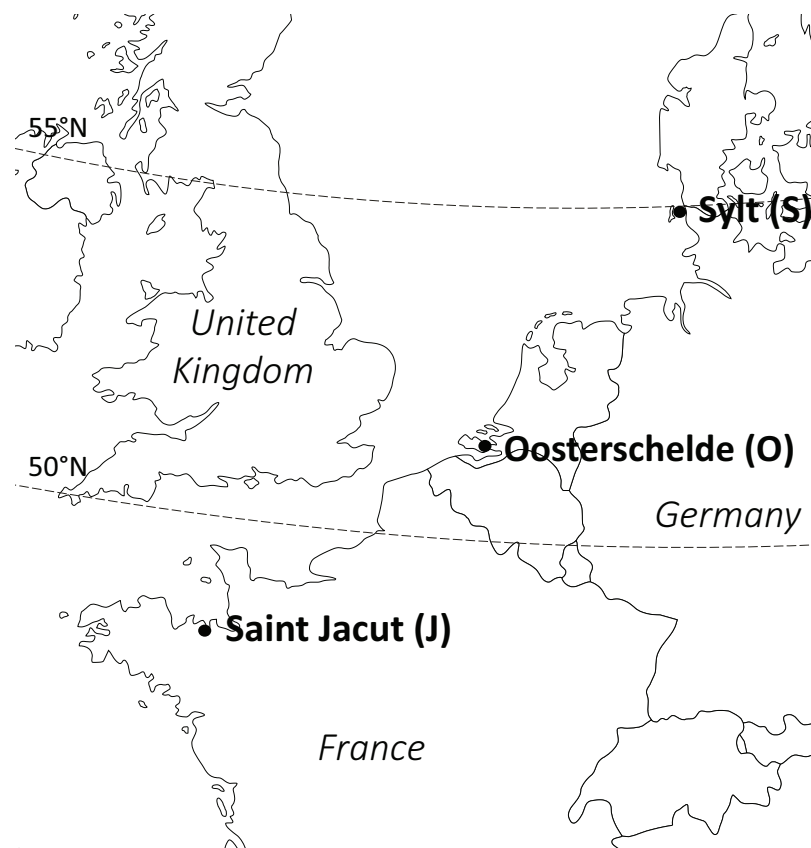 55°N
Sylt (S)
United
Kingdom
Oosterschelde (O)
50°N
Germany
Saint Jacut (J)
France